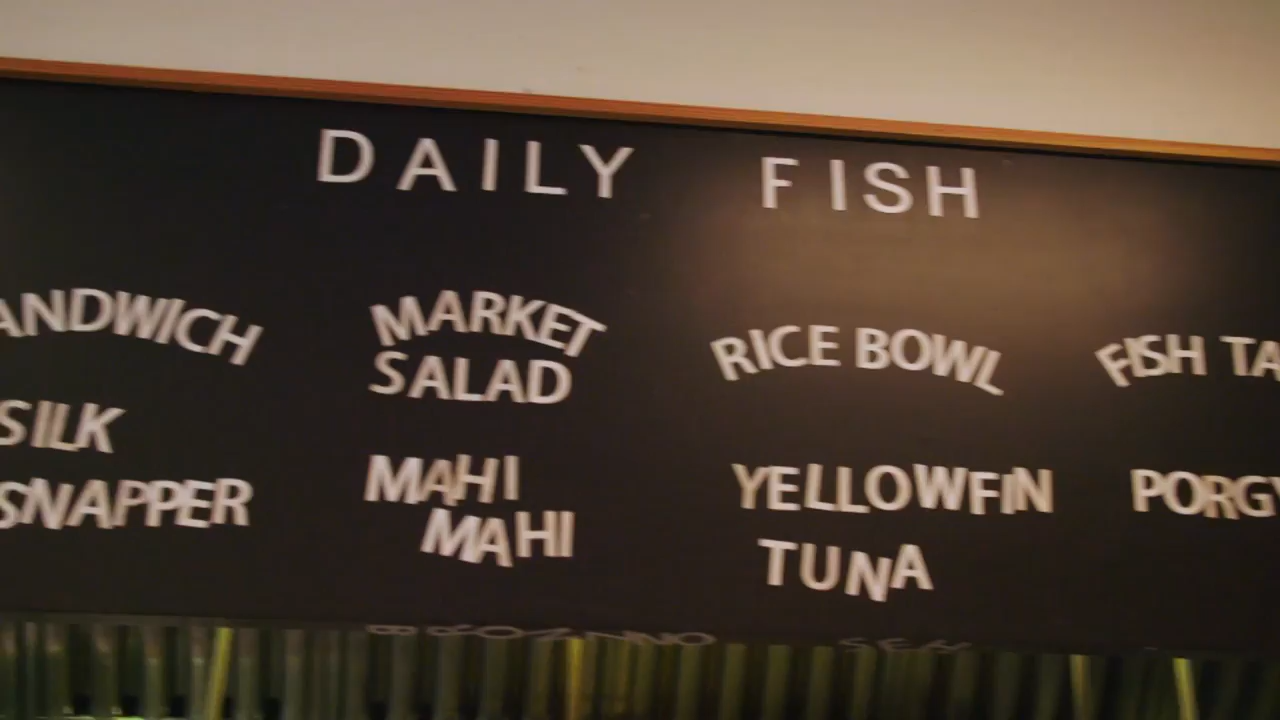 DAILY FISH
ANDWICH
SILK
SNAPPER
MARKET
SALAD
MAHI
MAHI
RICE BOWL
YELLOWFIN
TUNA
FISH TA
PORGY